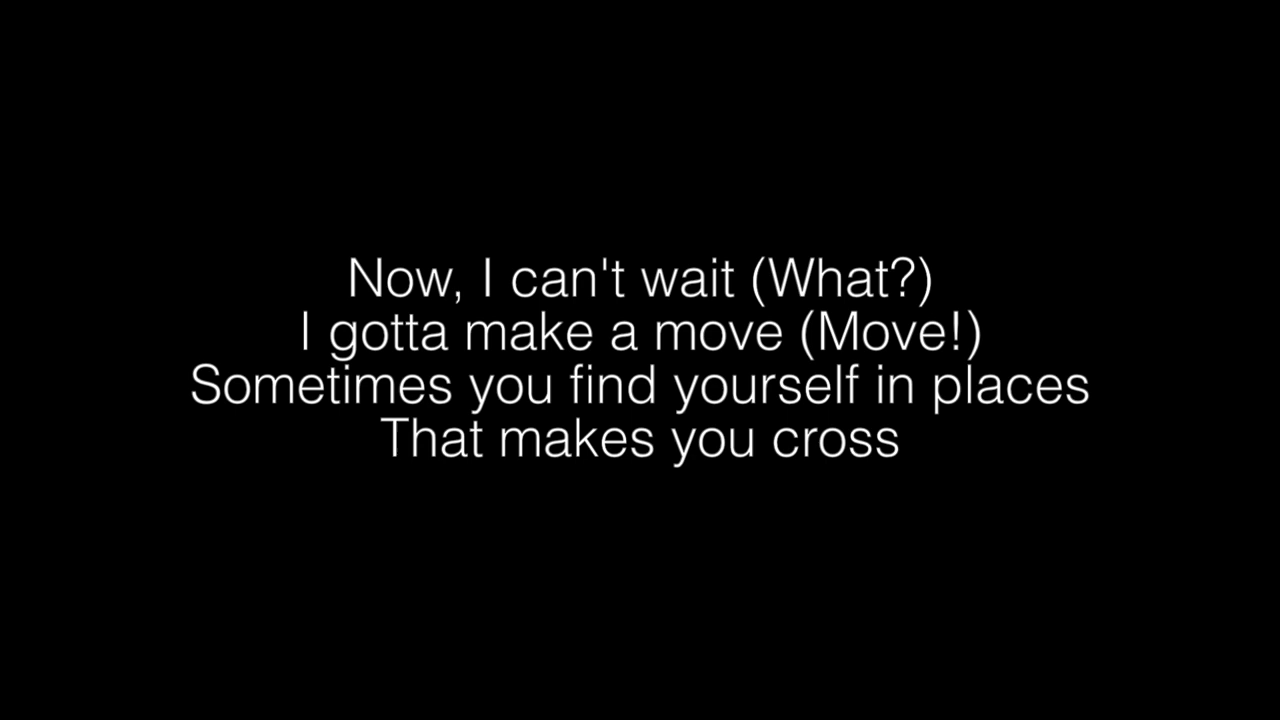 Now, I can't wait (What?)
I gotta make a move (Move!)
Sometimes you find yourself in places
That makes you cross